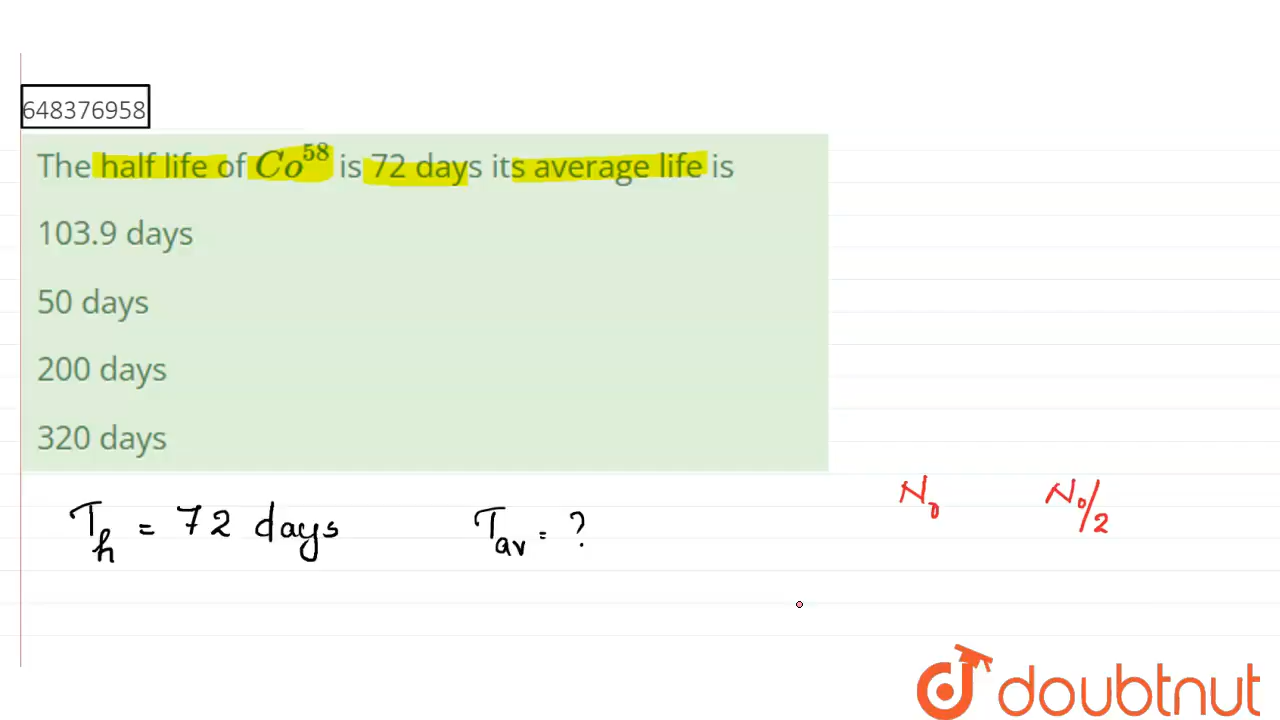 648376958
The half life of Co^58 is 72 days its average life is
103.9 days
50 days
200 days
320 days
T_h = 72 days T_av = ? N_0 N_0/2
doubtnut